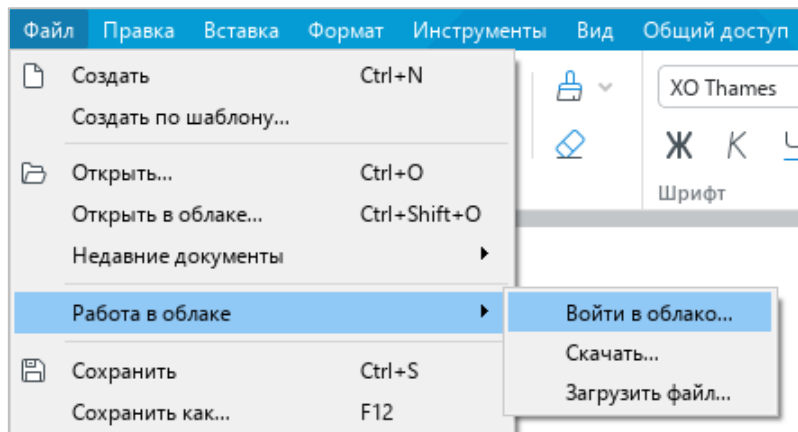 Файл Правка Вставка Формат Инструменты Вид Общий доступ
Создать Ctrl+N
XO Thames
Создать по шаблону...
Ж К
Открыть... Ctrl+O
Шрифт
Открыть в облаке... Ctrl+Shift+O
Недавние документы
Работа в облаке
Войти в облако...
Скачать...
Загрузить файл...
Сохранить Ctrl+S
Сохранить как... F12